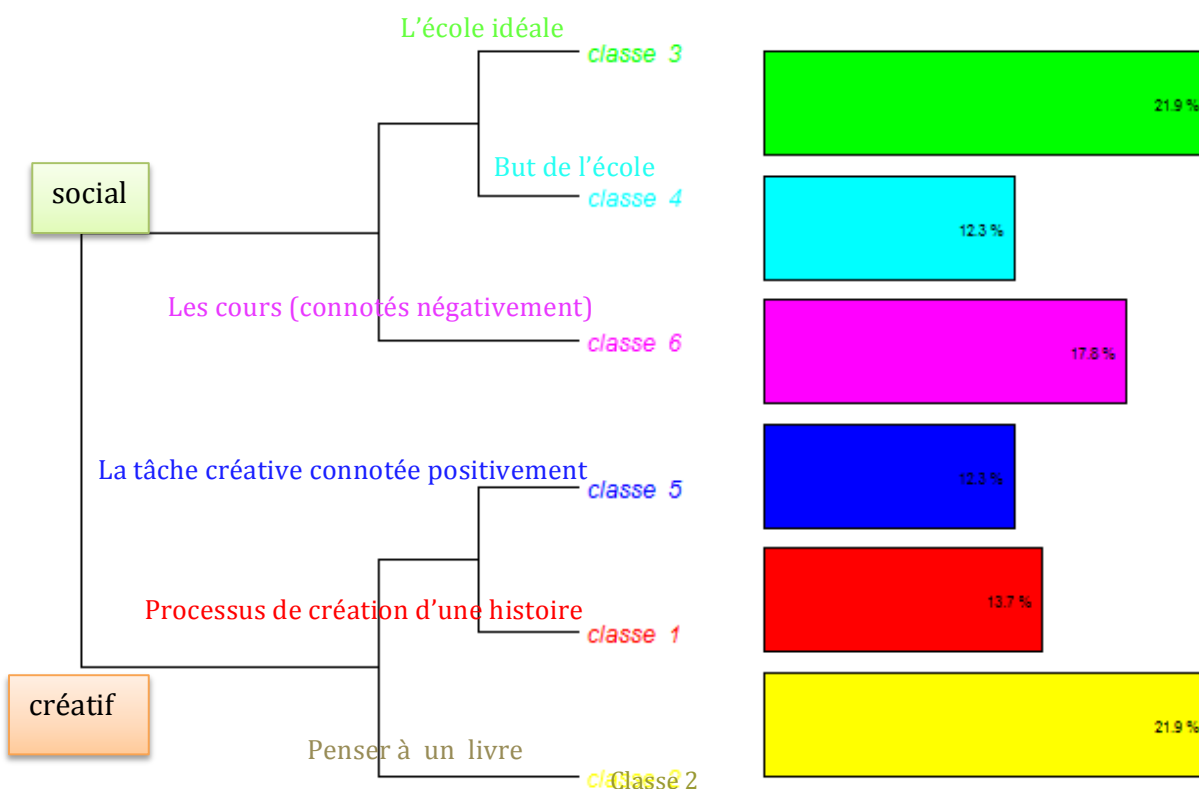 L’école idéale
classe 3
21.9 %
But de l’école
social
classe 4
12.3 %
Les cours (connotés négativement)
classe 6
17.8 %
La tâche créative connotée positivement
classe 5
12.3 %
Processus de création d’une histoire
classe 1
13.7 %
créatif
21.9 %
Penser à un livre
classe 2
Classe 2